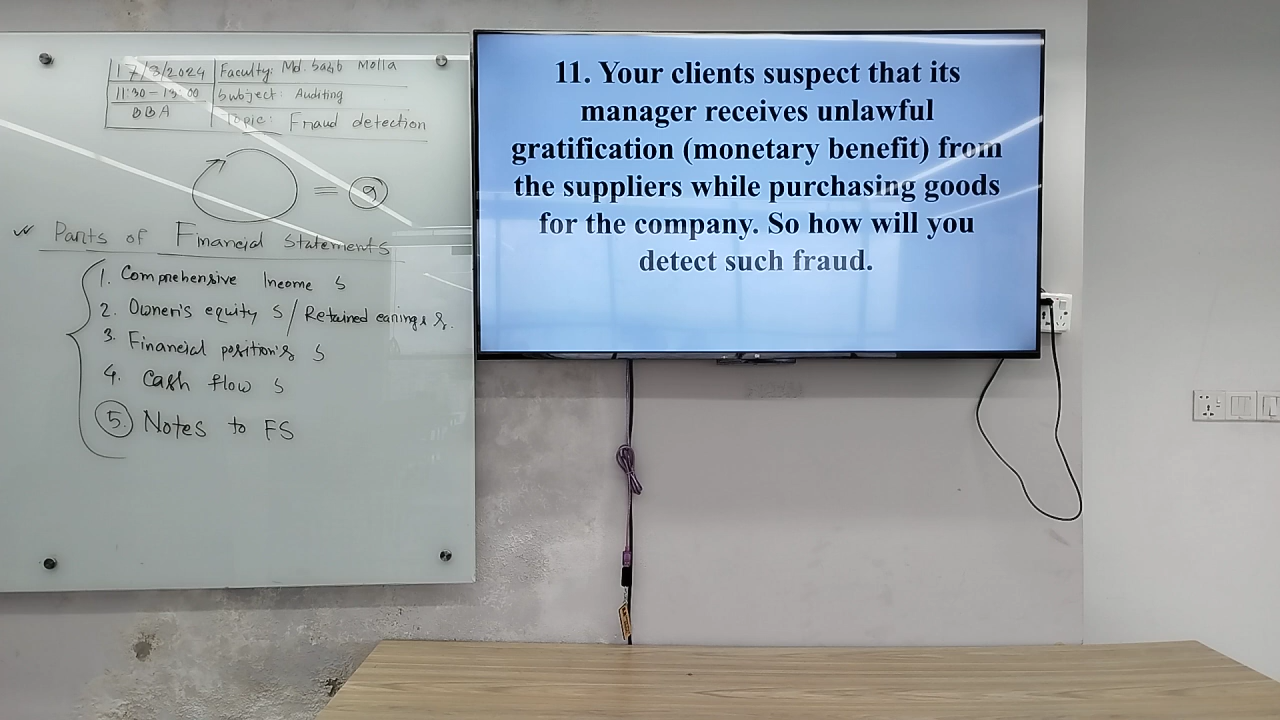 17/3/2024 Faculty: Md. Sajib Molla
11:30 - 13:00 Subject: Auditing
BBA Topic: Fraud detection
= 9
Parts of Financial Statements
1. Comprehensive Income S
2. Owner's equity S / Retained earnings S.
3. Financial position's S
4. Cash flow S
5. Notes to FS
11. Your clients suspect that its
manager receives unlawful
gratification (monetary benefit) from
the suppliers while purchasing goods
for the company. So how will you
detect such fraud.